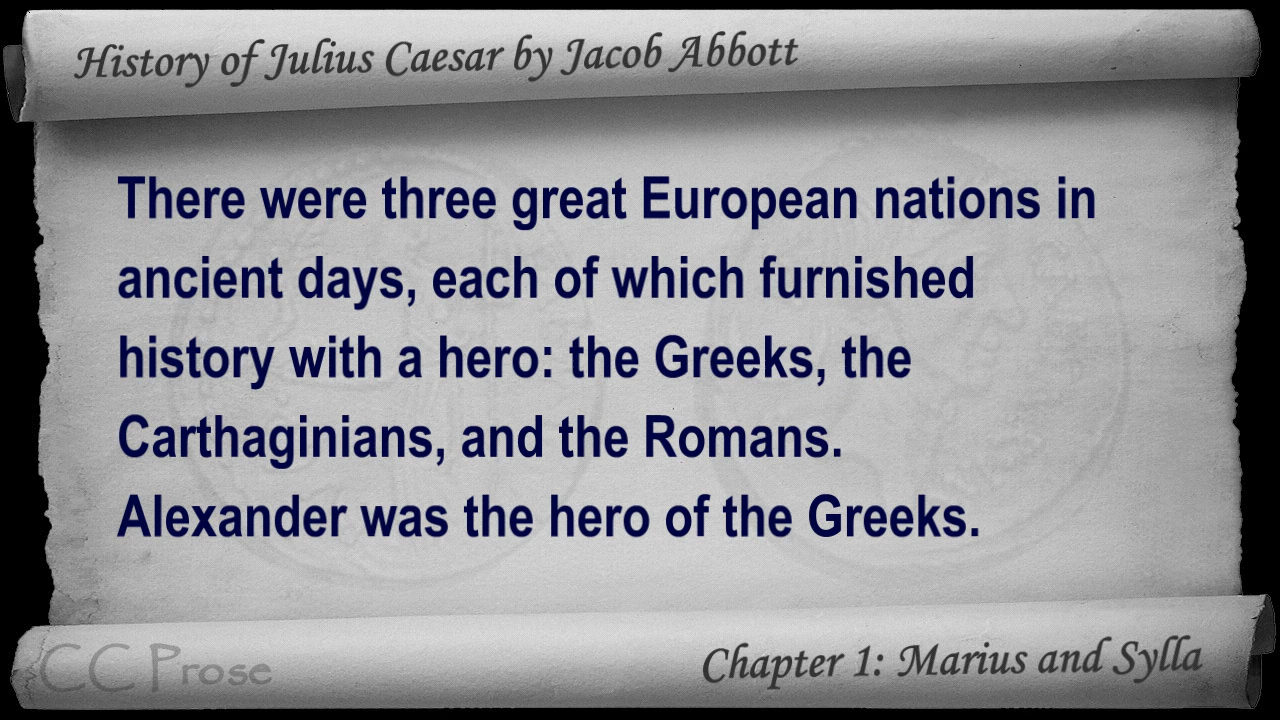 History of Julius Caesar by Jacob Abbott
There were three great European nations in
ancient days, each of which furnished
history with a hero: the Greeks, the
Carthaginians, and the Romans.
Alexander was the hero of the Greeks.
CC Prose
Chapter 1: Marius and Sylla